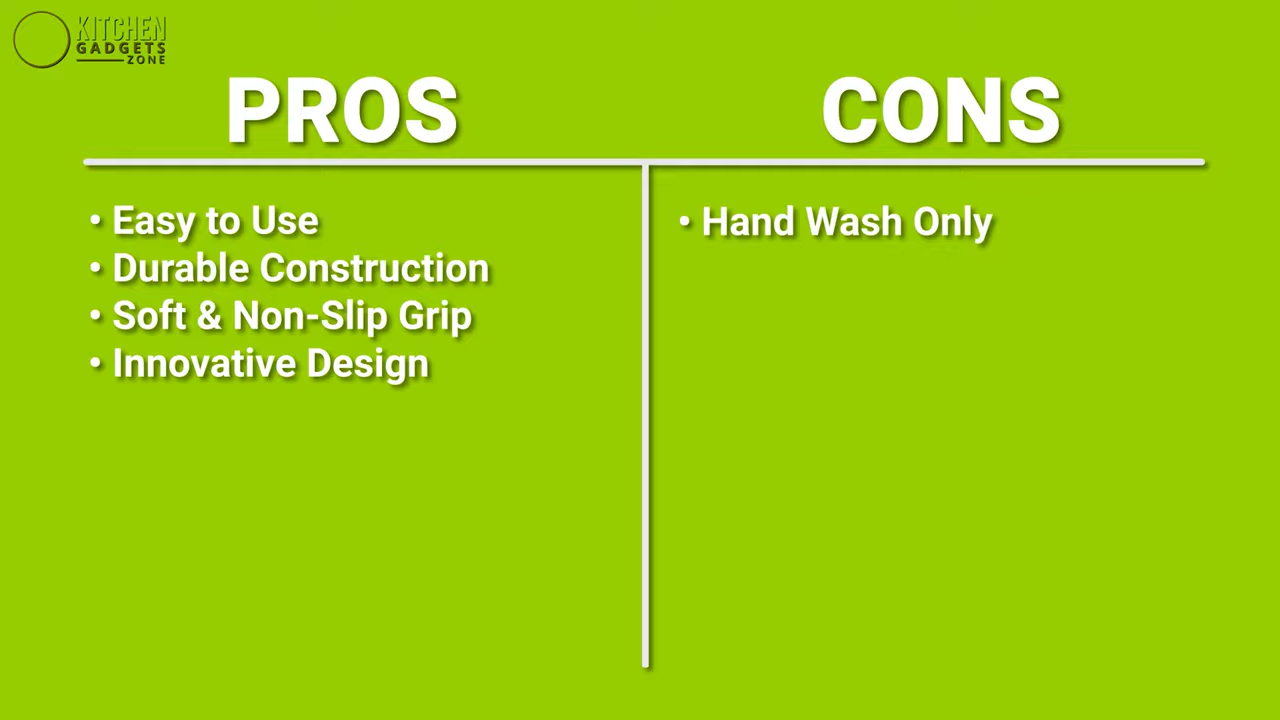 KITCHEN
GADGETS
ZONE
PROS
• Easy to Use
• Durable Construction
• Soft & Non-Slip Grip
• Innovative Design
CONS
• Hand Wash Only